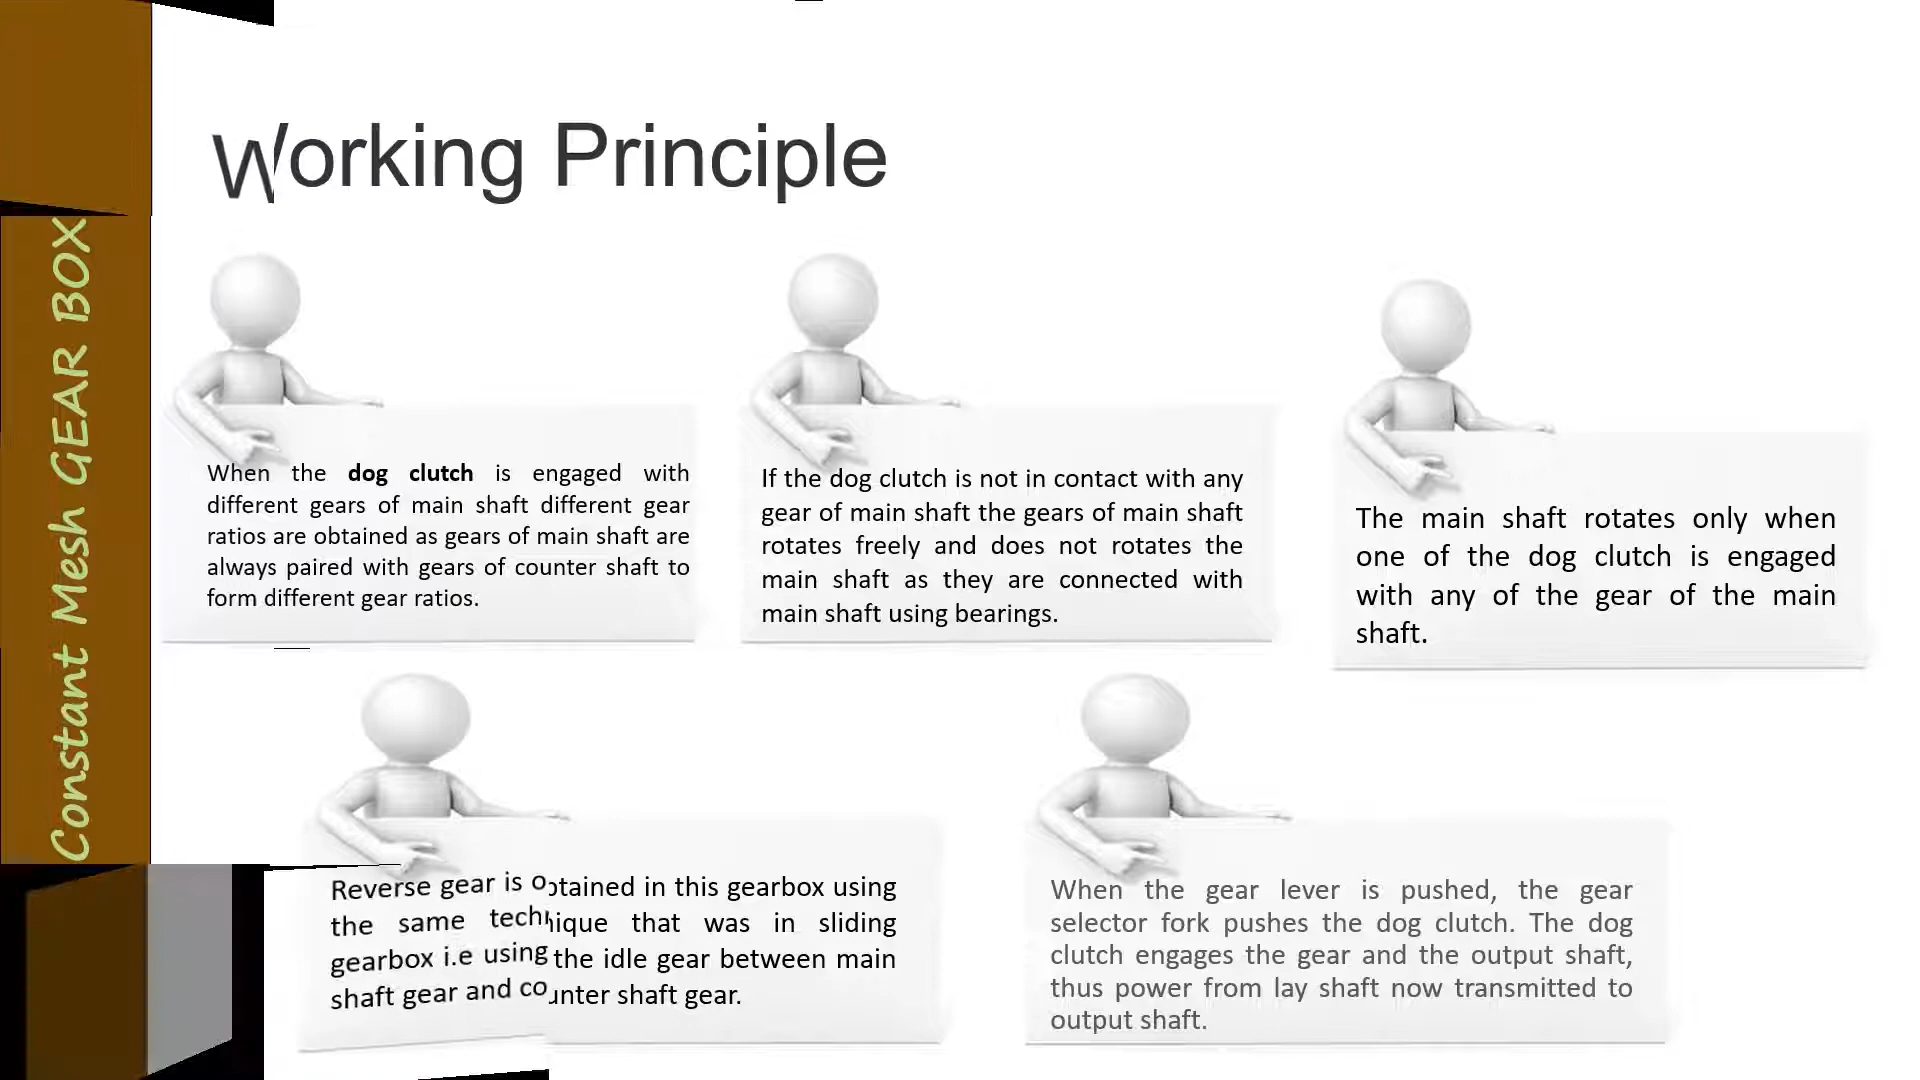 Working Principle
Constant Mesh GEAR BOX
When the dog clutch is engaged with
different gears of main shaft different gear
ratios are obtained as gears of main shaft are
always paired with gears of counter shaft to
form different gear ratios.
If the dog clutch is not in contact with any
gear of main shaft the gears of main shaft
rotates freely and does not rotates the
main shaft as they are connected with
main shaft using bearings.
The main shaft rotates only when
one of the dog clutch is engaged
with any of the gear of the main
shaft.
Reverse gear is obtained in this gearbox using
the same technique that was in sliding
gearbox i.e using the idle gear between main
shaft gear and counter shaft gear.
When the gear lever is pushed, the gear
selector fork pushes the dog clutch. The dog
clutch engages the gear and the output shaft,
thus power from lay shaft now transmitted to
output shaft.